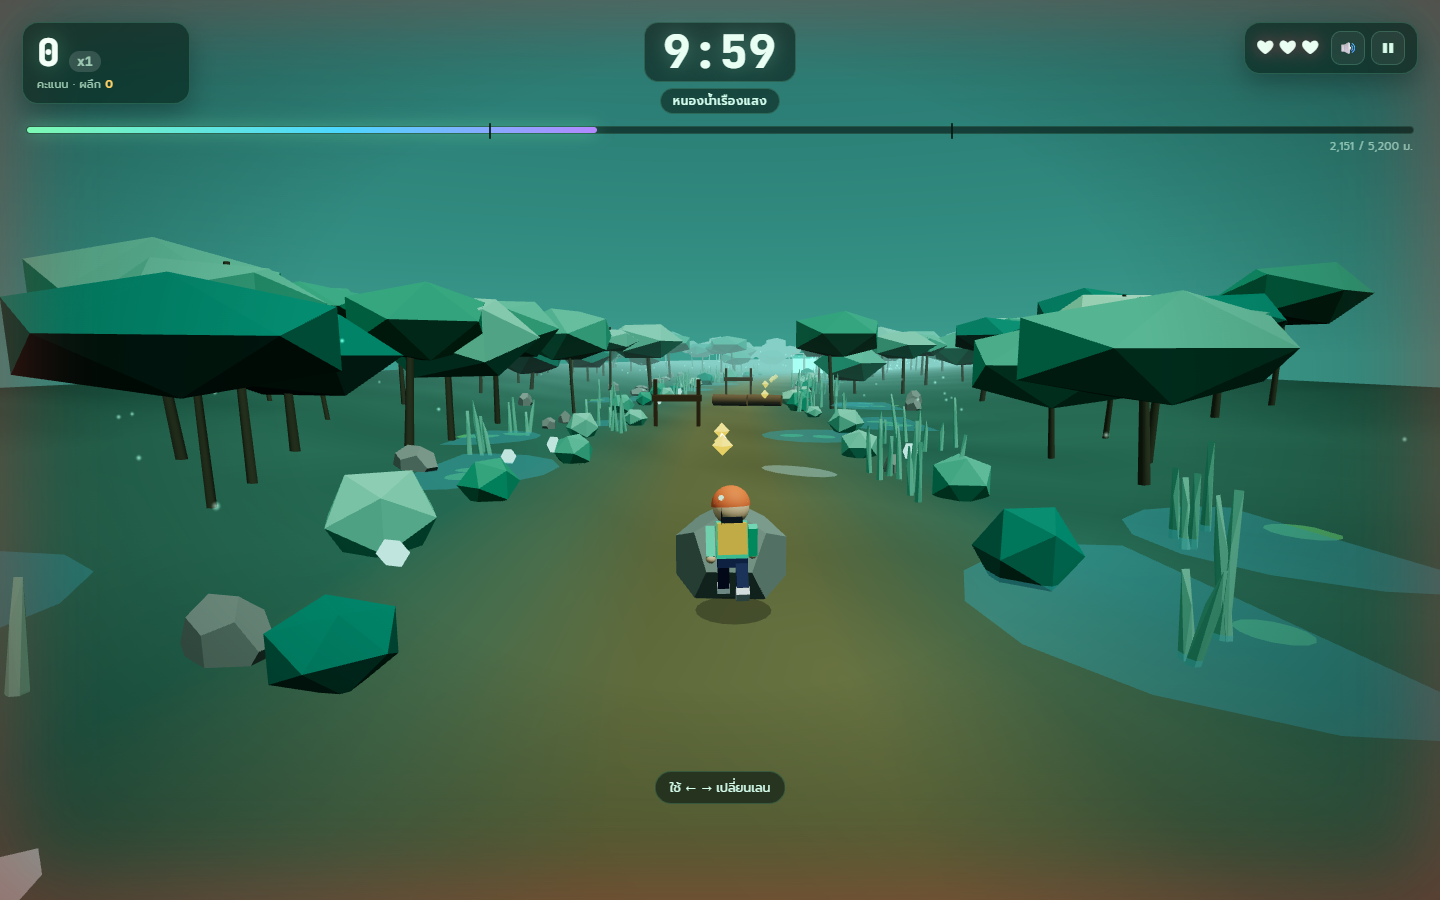 0 x1
คะแนน · ผลึก 0
9:59
หนองน้ำเรืองแสง
2,151 / 5,200 ม.
ใช้ ← → เปลี่ยนเลน